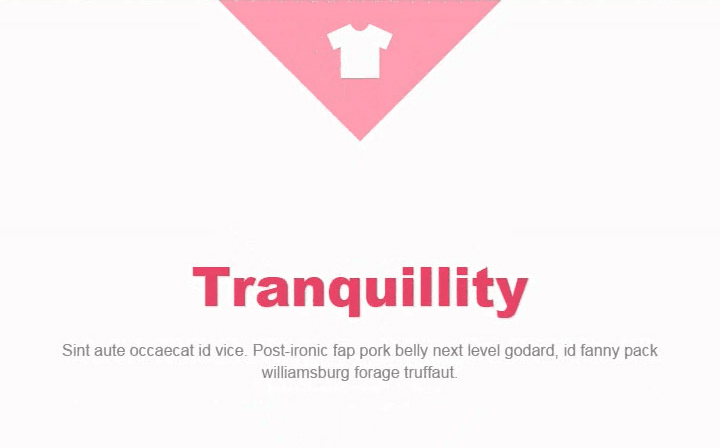 Tranquillity
Sint aute occaecat id vice. Post-ironic fap pork belly next level godard, id fanny pack
williamsburg forage truffaut.